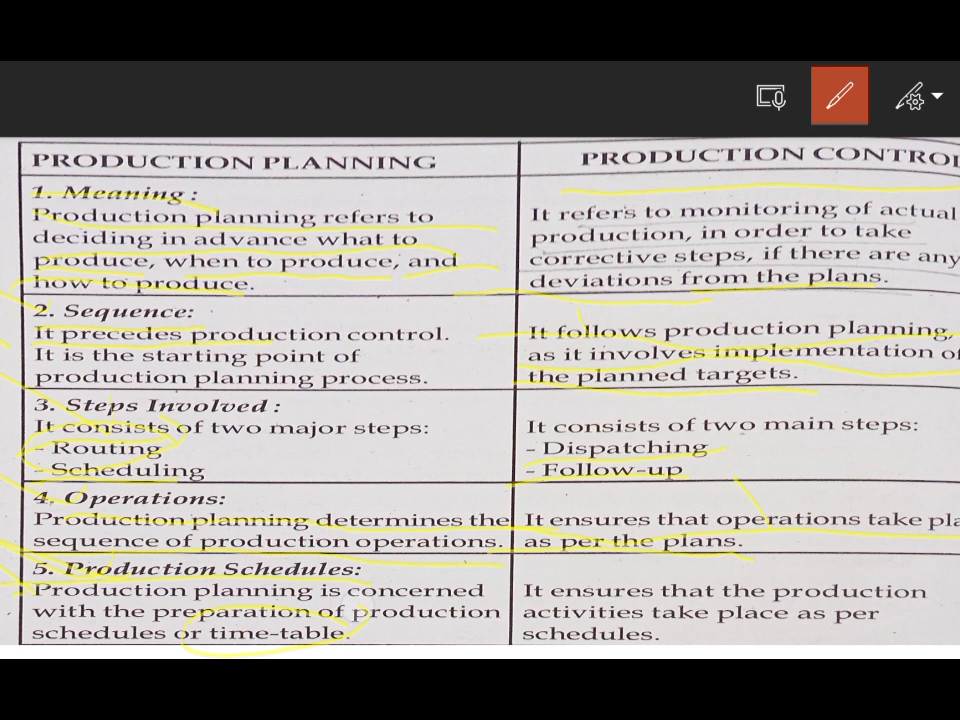 PRODUCTION PLANNING
1. Meaning :
Production planning refers to
deciding in advance what to
produce, when to produce, and
how to produce.
2. Sequence:
It precedes production control.
It is the starting point of
production planning process.
3. Steps Involved :
It consists of two major steps:
- Routing
- Scheduling
4. Operations:
Production planning determines the
sequence of production operations.
5. Production Schedules:
Production planning is concerned
with the preparation of production
schedules or time-table.
PRODUCTION CONTROL
It refers to monitoring of actual
production, in order to take
corrective steps, if there are any
deviations from the plans.
It follows production planning,
as it involves implementation of
the planned targets.
It consists of two main steps:
- Dispatching
- Follow-up
It ensures that operations take
as per the plans.
It ensures that the production
activities take place as per
schedules.